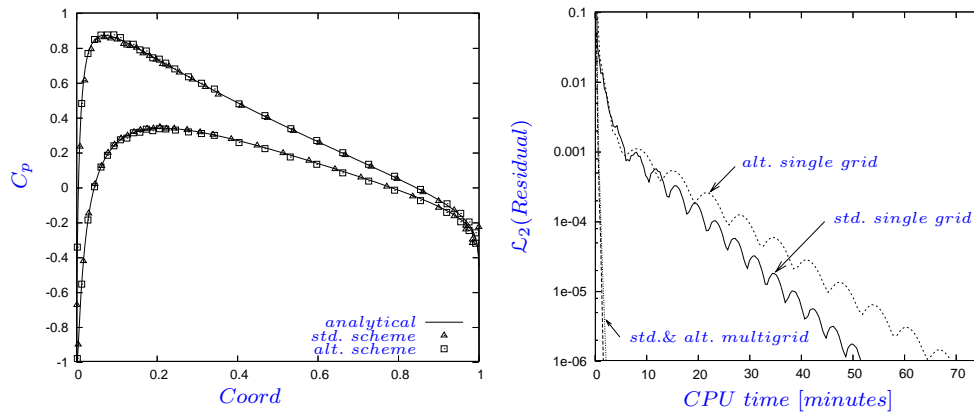 1
0.8
0.6
0.4
0.2
0
-0.2
-0.4
-0.6
-0.8
-1
C_p
0 0.2 0.4 0.6 0.8 1
Coord
analytical
std. scheme
alt. scheme
0.1
0.01
0.001
1e-04
1e-05
1e-06
ℒ2(Residual)
0 10 20 30 40 50 60 70
CPU time [minutes]
alt. single grid
std. single grid
std.& alt. multigrid